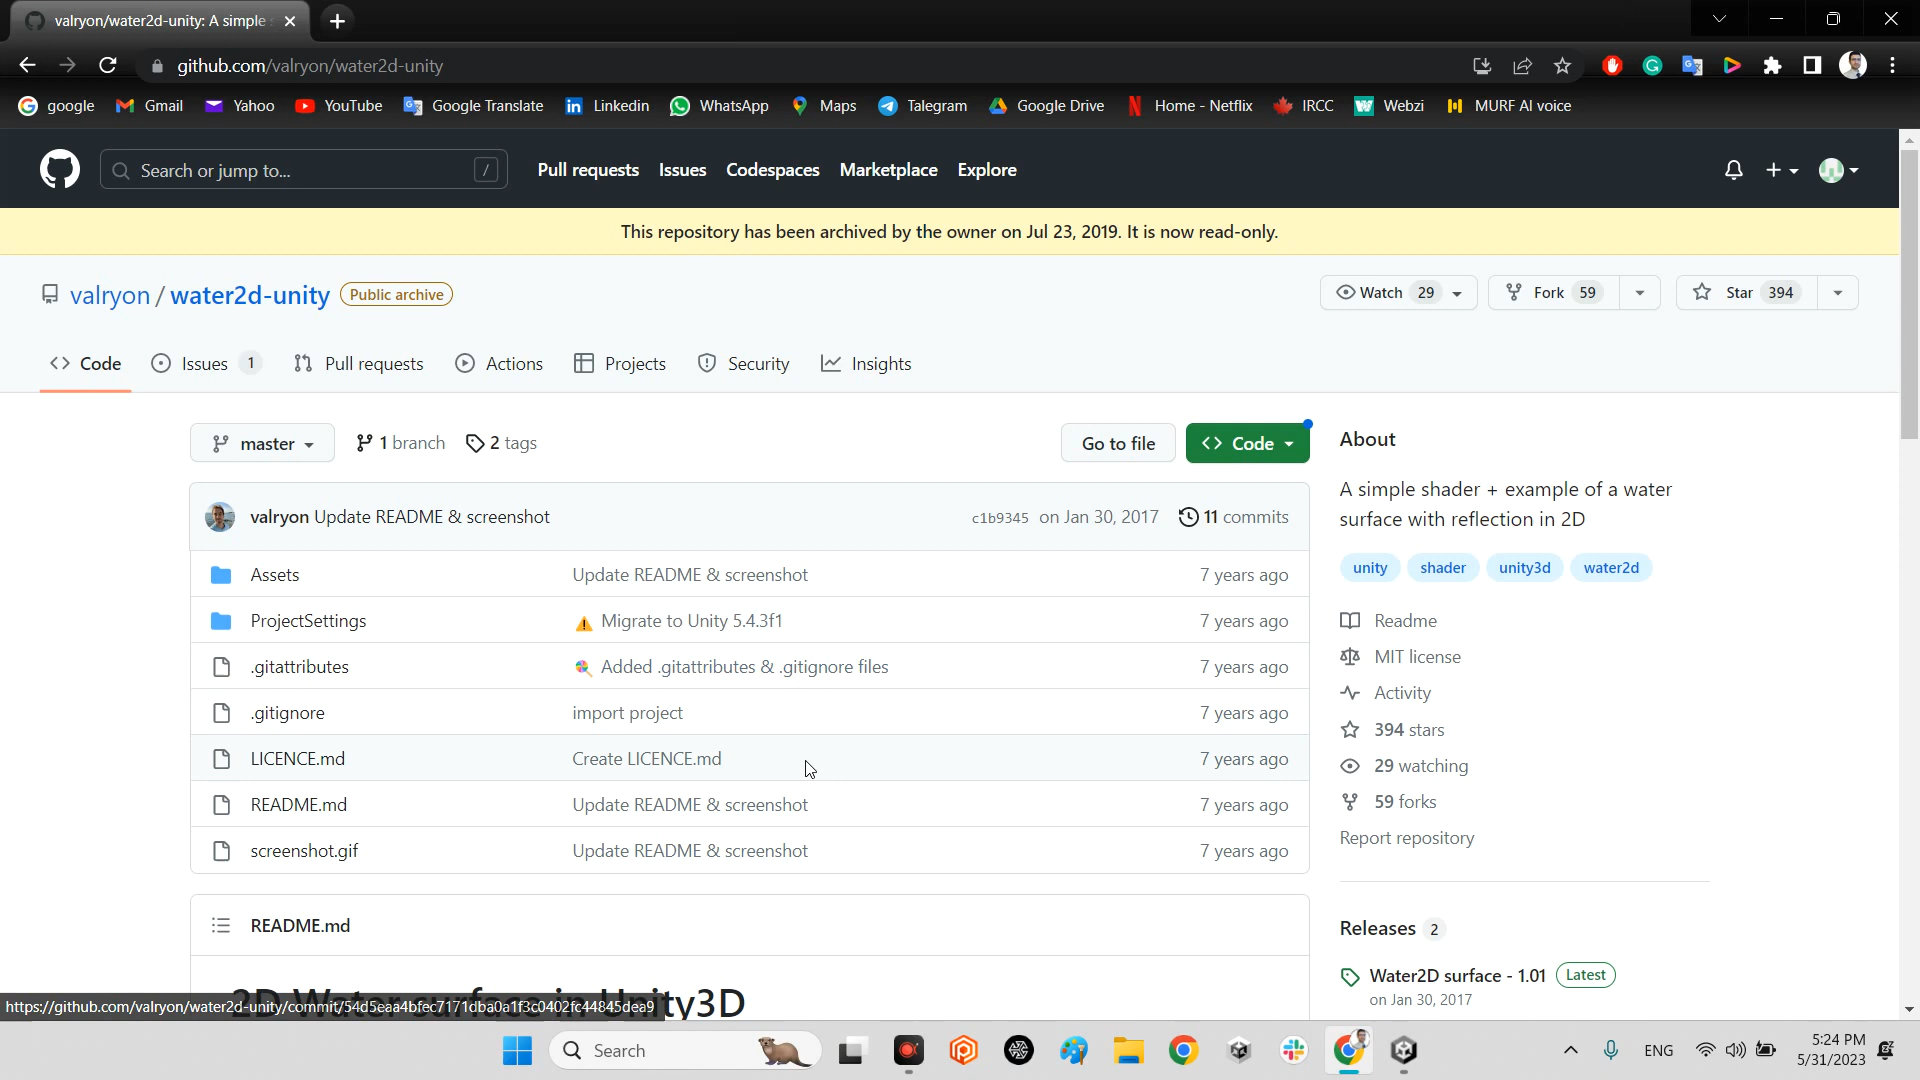 valryon/water2d-unity: A simple
github.com/valryon/water2d-unity
google Gmail Yahoo YouTube Google Translate Linkedin WhatsApp Maps Talegram Google Drive Home - Netflix IRCC Webzi MURF AI voice
Search or jump to... / Pull requests Issues Codespaces Marketplace Explore
This repository has been archived by the owner on Jul 23, 2019. It is now read-only.
valryon / water2d-unity Public archive Watch 29 Fork 59 Star 394
Code Issues 1 Pull requests Actions Projects Security Insights
master 1 branch 2 tags Go to file Code
valryon Update README & screenshot c1b9345 on Jan 30, 2017 11 commits
Assets Update README & screenshot 7 years ago
ProjectSettings Migrate to Unity 5.4.3f1 7 years ago
.gitattributes Added .gitattributes & .gitignore files 7 years ago
.gitignore import project 7 years ago
LICENCE.md Create LICENCE.md 7 years ago
README.md Update README & screenshot 7 years ago
screenshot.gif Update README & screenshot 7 years ago
README.md
2D Water surface in Unity3D
About
A simple shader + example of a water
surface with reflection in 2D
unity shader unity3d water2d
Readme
MIT license
Activity
394 stars
29 watching
59 forks
Report repository
Releases 2
Water2D surface - 1.01 Latest
on Jan 30, 2017
https://github.com/valryon/water2d-unity/commit/54d5eaa4bfec7171dba0a1f3c0402fc44845dea9
Search ENG 5:24 PM
5/31/2023